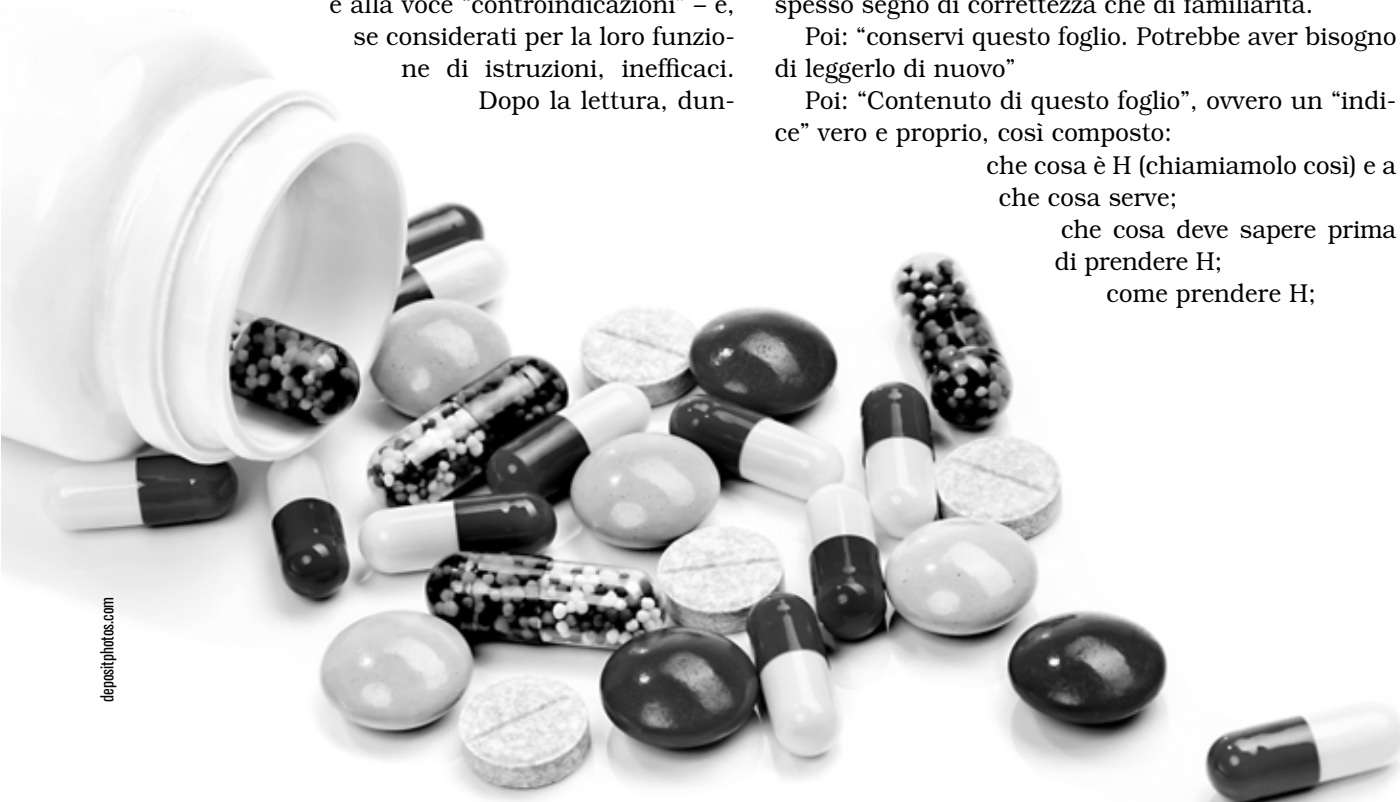 e alla voce “controindicazioni” – e,
se considerati per la loro funzio-
ne di istruzioni, inefficaci.
Dopo la lettura, dun-
spesso segno di correttezza che di familiarità.
Poi: “conservi questo foglio. Potrebbe aver bisogno
di leggerlo di nuovo”
Poi: “Contenuto di questo foglio”, ovvero un “indi-
ce” vero e proprio, così composto:
che cosa è H (chiamiamolo così) e a
che cosa serve;
che cosa deve sapere prima
di prendere H;
come prendere H;
depositphotos.com